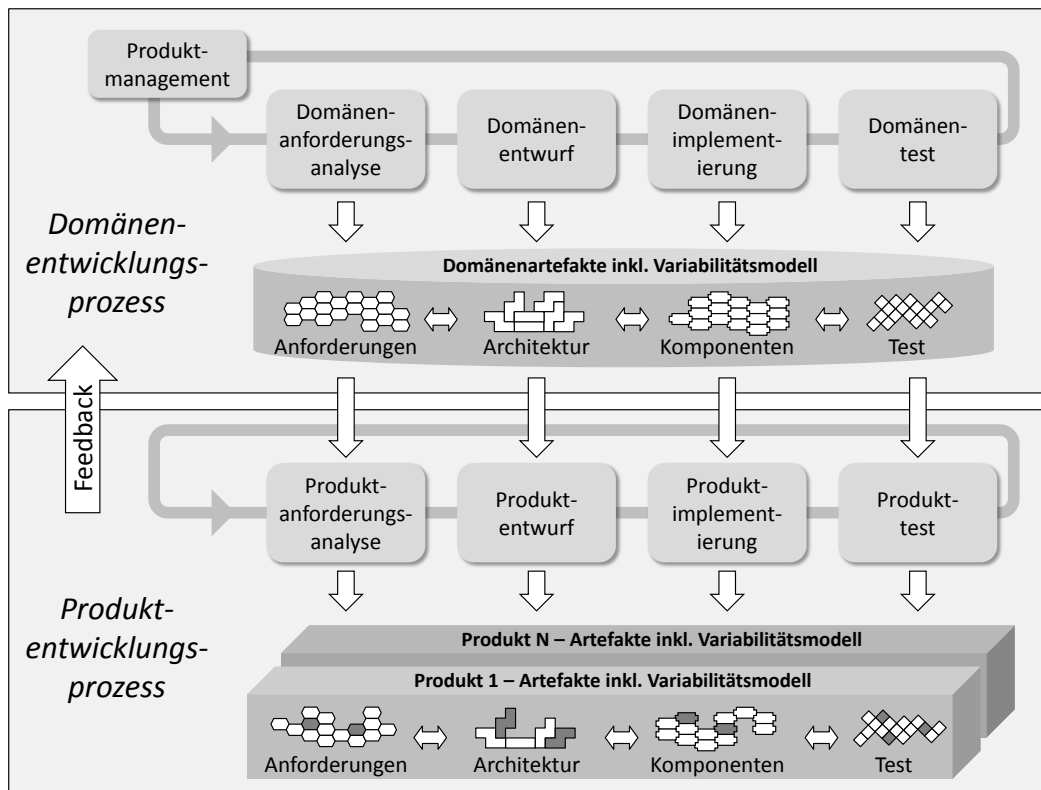 Produkt-
management
Domänen-
anforderungs-
analyse
Domänen-
entwurf
Domänen-
implement-
ierung
Domänen-
test
Domänen-
entwicklungs-
prozess
Domänenartefakte inkl. Variabilitätsmodell
Anforderungen
Architektur
Komponenten
Test
Feedback
Produkt-
anforderungs-
analyse
Produkt-
entwurf
Produkt-
implement-
ierung
Produkt-
test
Produkt-
entwicklungs-
prozess
Produkt N – Artefakte inkl. Variabilitätsmodell
Produkt 1 – Artefakte inkl. Variabilitätsmodell
Anforderungen
Architektur
Komponenten
Test